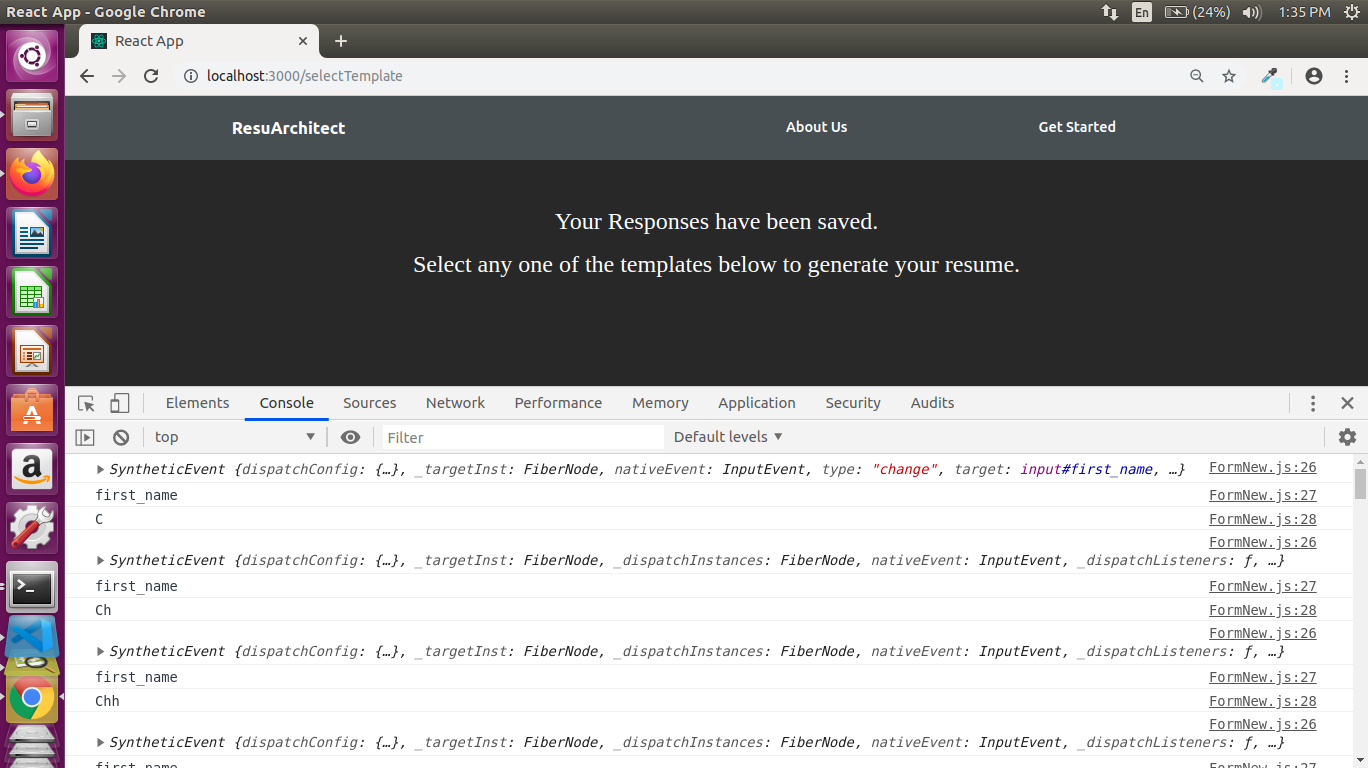 React App - Google Chrome
En (24%) 1:35 PM
React App
localhost:3000/selectTemplate
ResuArchitect About Us Get Started
Your Responses have been saved.
Select any one of the templates below to generate your resume.
Elements Console Sources Network Performance Memory Application Security Audits
top Filter Default levels
SyntheticEvent {dispatchConfig: {…}, _targetInst: FiberNode, nativeEvent: InputEvent, type: "change", target: input#first_name, …} FormNew.js:26
first_name FormNew.js:27
C FormNew.js:28
FormNew.js:26
SyntheticEvent {dispatchConfig: {…}, _targetInst: FiberNode, _dispatchInstances: FiberNode, nativeEvent: InputEvent, _dispatchListeners: ƒ, …}
first_name FormNew.js:27
Ch FormNew.js:28
FormNew.js:26
SyntheticEvent {dispatchConfig: {…}, _targetInst: FiberNode, _dispatchInstances: FiberNode, nativeEvent: InputEvent, _dispatchListeners: ƒ, …}
first_name FormNew.js:27
Chh FormNew.js:28
FormNew.js:26
SyntheticEvent {dispatchConfig: {…}, _targetInst: FiberNode, _dispatchInstances: FiberNode, nativeEvent: InputEvent, _dispatchListeners: ƒ, …}
first_name FormNew.js:27